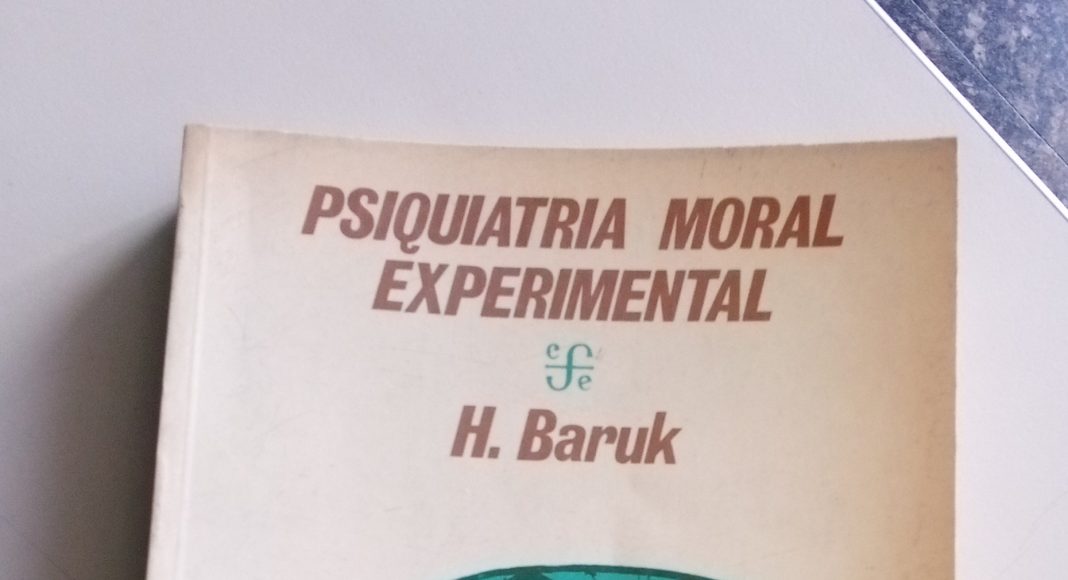 PSIQUIATRIA MORAL
EXPERIMENTAL
cfe
H. Baruk